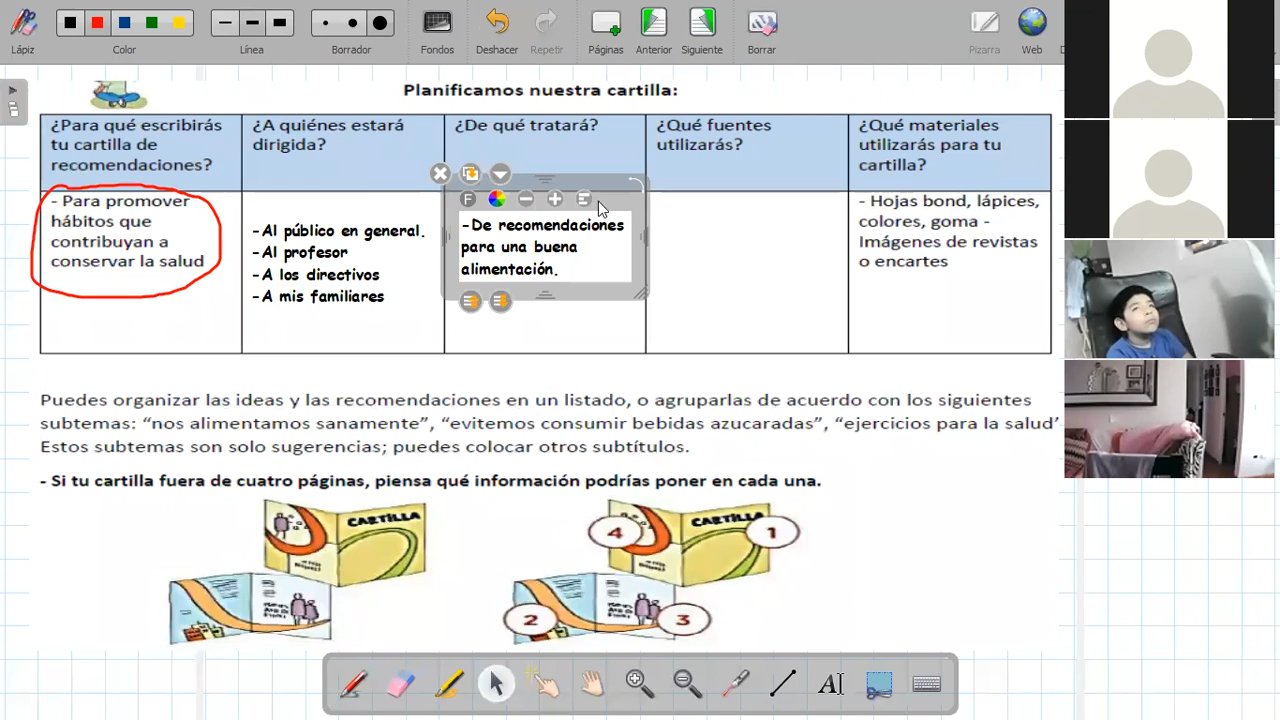 Lápiz
Color
Línea
Borrador
Fondos
Deshacer
Repetir
Páginas
Anterior
Siguiente
Borrar
Pizarra
Web
Planificamos nuestra cartilla:
¿Para qué escribirás
tu cartilla de
recomendaciones?
¿A quiénes estará
dirigida?
¿De qué tratará?
¿Qué fuentes
utilizarás?
¿Qué materiales
utilizarás para tu
cartilla?
- Para promover
hábitos que
contribuyan a
conservar la salud
-Al público en general.
-Al profesor
-A los directivos
-A mis familiares
F
-De recomendaciones
para una buena
alimentación.
- Hojas bond, lápices,
colores, goma -
Imágenes de revistas
o encartes
Puedes organizar las ideas y las recomendaciones en un listado, o agruparlas de acuerdo con los siguientes
subtemas: “nos alimentamos sanamente”, “evitemos consumir bebidas azucaradas”, “ejercicios para la salud’
Estos subtemas son solo sugerencias; puedes colocar otros subtítulos.
- Si tu cartilla fuera de cuatro páginas, piensa qué información podrías poner en cada una.
CARTILLA
CARTILLA
4
1
2
3
AI